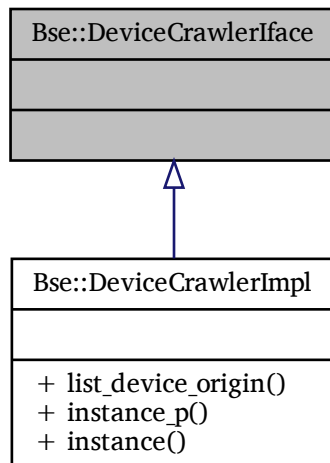 Bse::DeviceCrawlerIface
Bse::DeviceCrawlerImpl
+ list_device_origin()
+ instance_p()
+ instance()